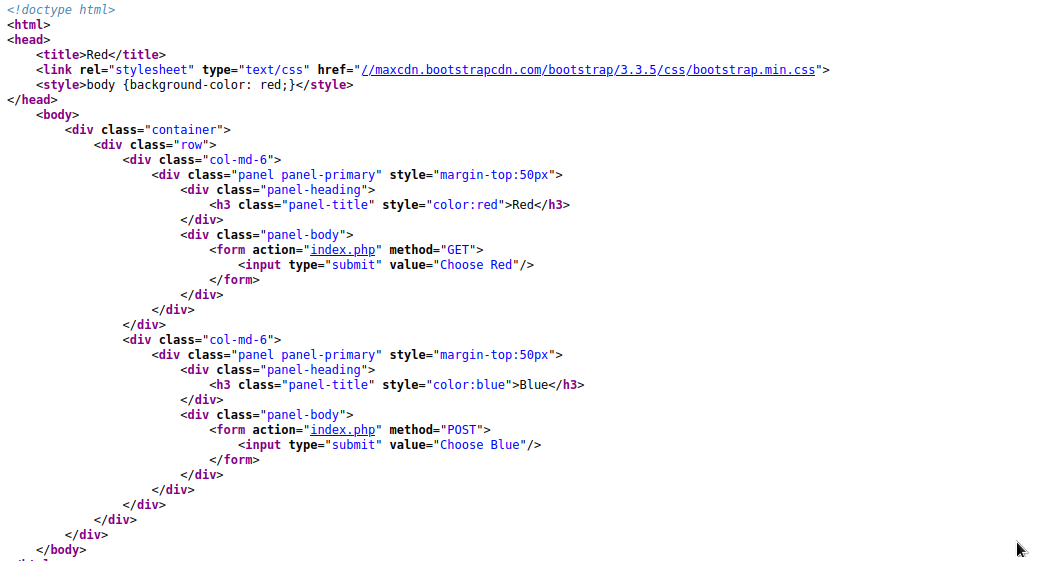 <!doctype html>
<html>
<head>
    <title>Red</title>
    <link rel="stylesheet" type="text/css" href="//maxcdn.bootstrapcdn.com/bootstrap/3.3.5/css/bootstrap.min.css">
    <style>body {background-color: red;}</style>
</head>
    <body>
        <div class="container">
            <div class="row">
                <div class="col-md-6">
                    <div class="panel panel-primary" style="margin-top:50px">
                        <div class="panel-heading">
                            <h3 class="panel-title" style="color:red">Red</h3>
                        </div>
                        <div class="panel-body">
                            <form action="index.php" method="GET">
                                <input type="submit" value="Choose Red"/>
                            </form>
                        </div>
                    </div>
                </div>
                <div class="col-md-6">
                    <div class="panel panel-primary" style="margin-top:50px">
                        <div class="panel-heading">
                            <h3 class="panel-title" style="color:blue">Blue</h3>
                        </div>
                        <div class="panel-body">
                            <form action="index.php" method="POST">
                                <input type="submit" value="Choose Blue"/>
                            </form>
                        </div>
                    </div>
                </div>
            </div>
        </div>
    </body>